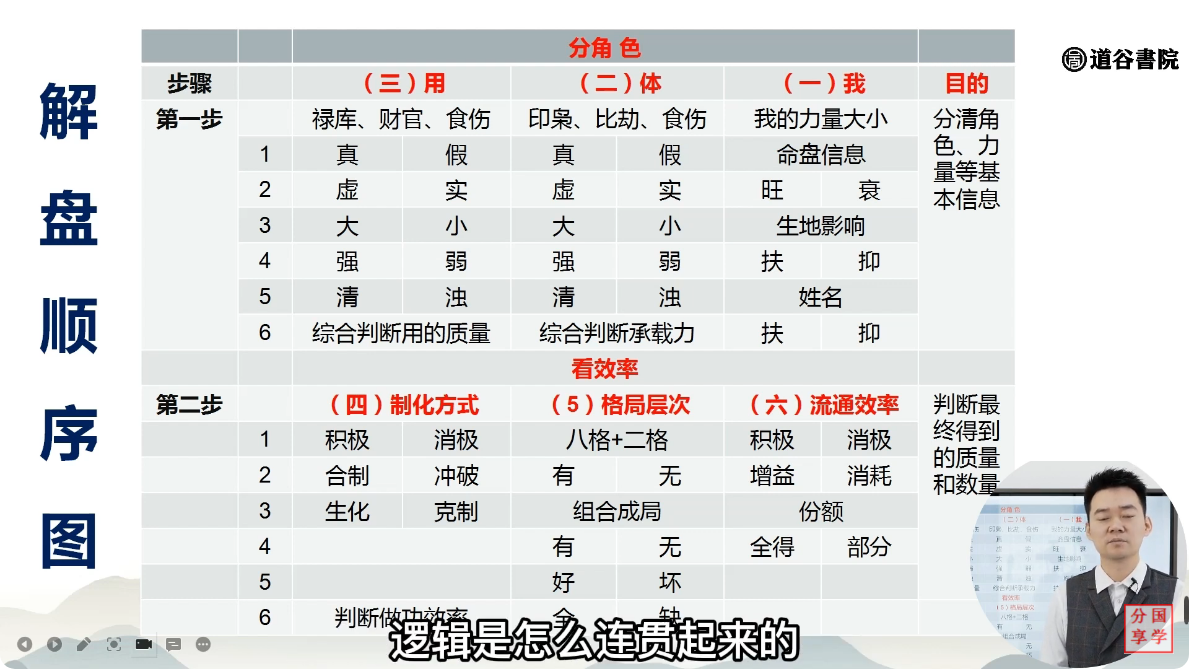 解盘顺序图
道谷書院
分角 色
步骤 （三）用 （二）体 （一）我 目的
第一步 禄库、财官、食伤 印枭、比劫、食伤 我的力量大小 分清角色、力量等基本信息
1 真 假 真 假 命盘信息
2 虚 实 虚 实 旺 衰
3 大 小 大 小 生地影响
4 强 弱 强 弱 扶 抑
5 清 浊 清 浊 姓名
6 综合判断用的质量 综合判断承载力 扶 抑
看效率
第二步 （四）制化方式 （5）格局层次 （六）流通效率 判断最终得到的质量和数量
1 积极 消极 八格+二格 积极 消极
2 合制 冲破 有 无 增益 消耗
3 生化 克制 组合成局 份额
4 有 无 全得 部分
5 好 坏
6 判断做功效率
逻辑是怎么连贯起来的
分国
享学